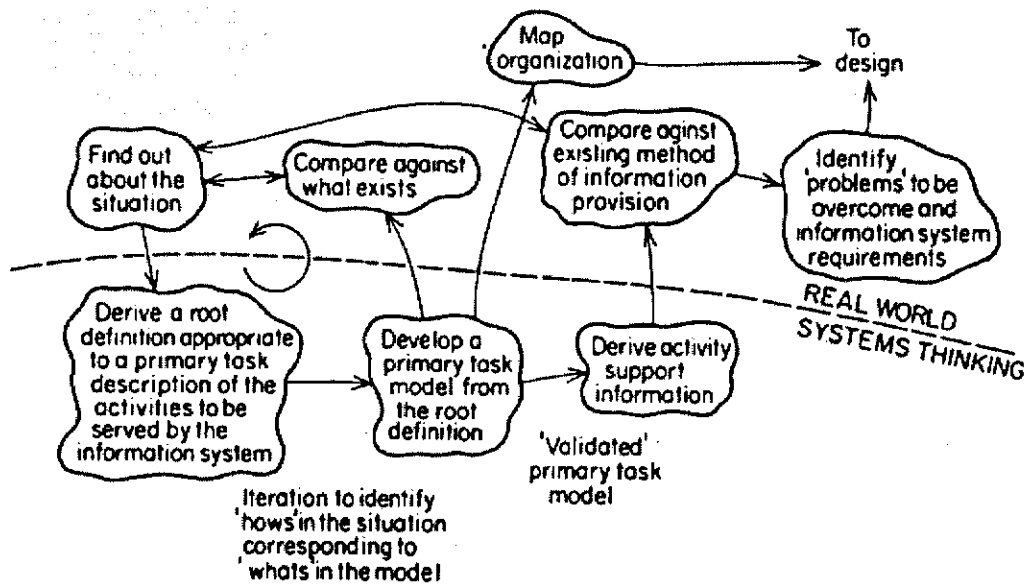 Map
organization
To
design
Find out
about the
situation
Compare against
what exists
Compare aginst
existing method
of information
provision
Identify
'problems' to be
overcome and
information system
requirements
REAL WORLD
SYSTEMS THINKING
Derive a root
definition appropriate
to a primary task
description of the
activities to be
served by the
information system
Develop a
primary task
model from
the root
definition
Derive activity
support
information
'Validated'
primary task
model
Iteration to identify
'hows' in the situation
corresponding to
'whats' in the model